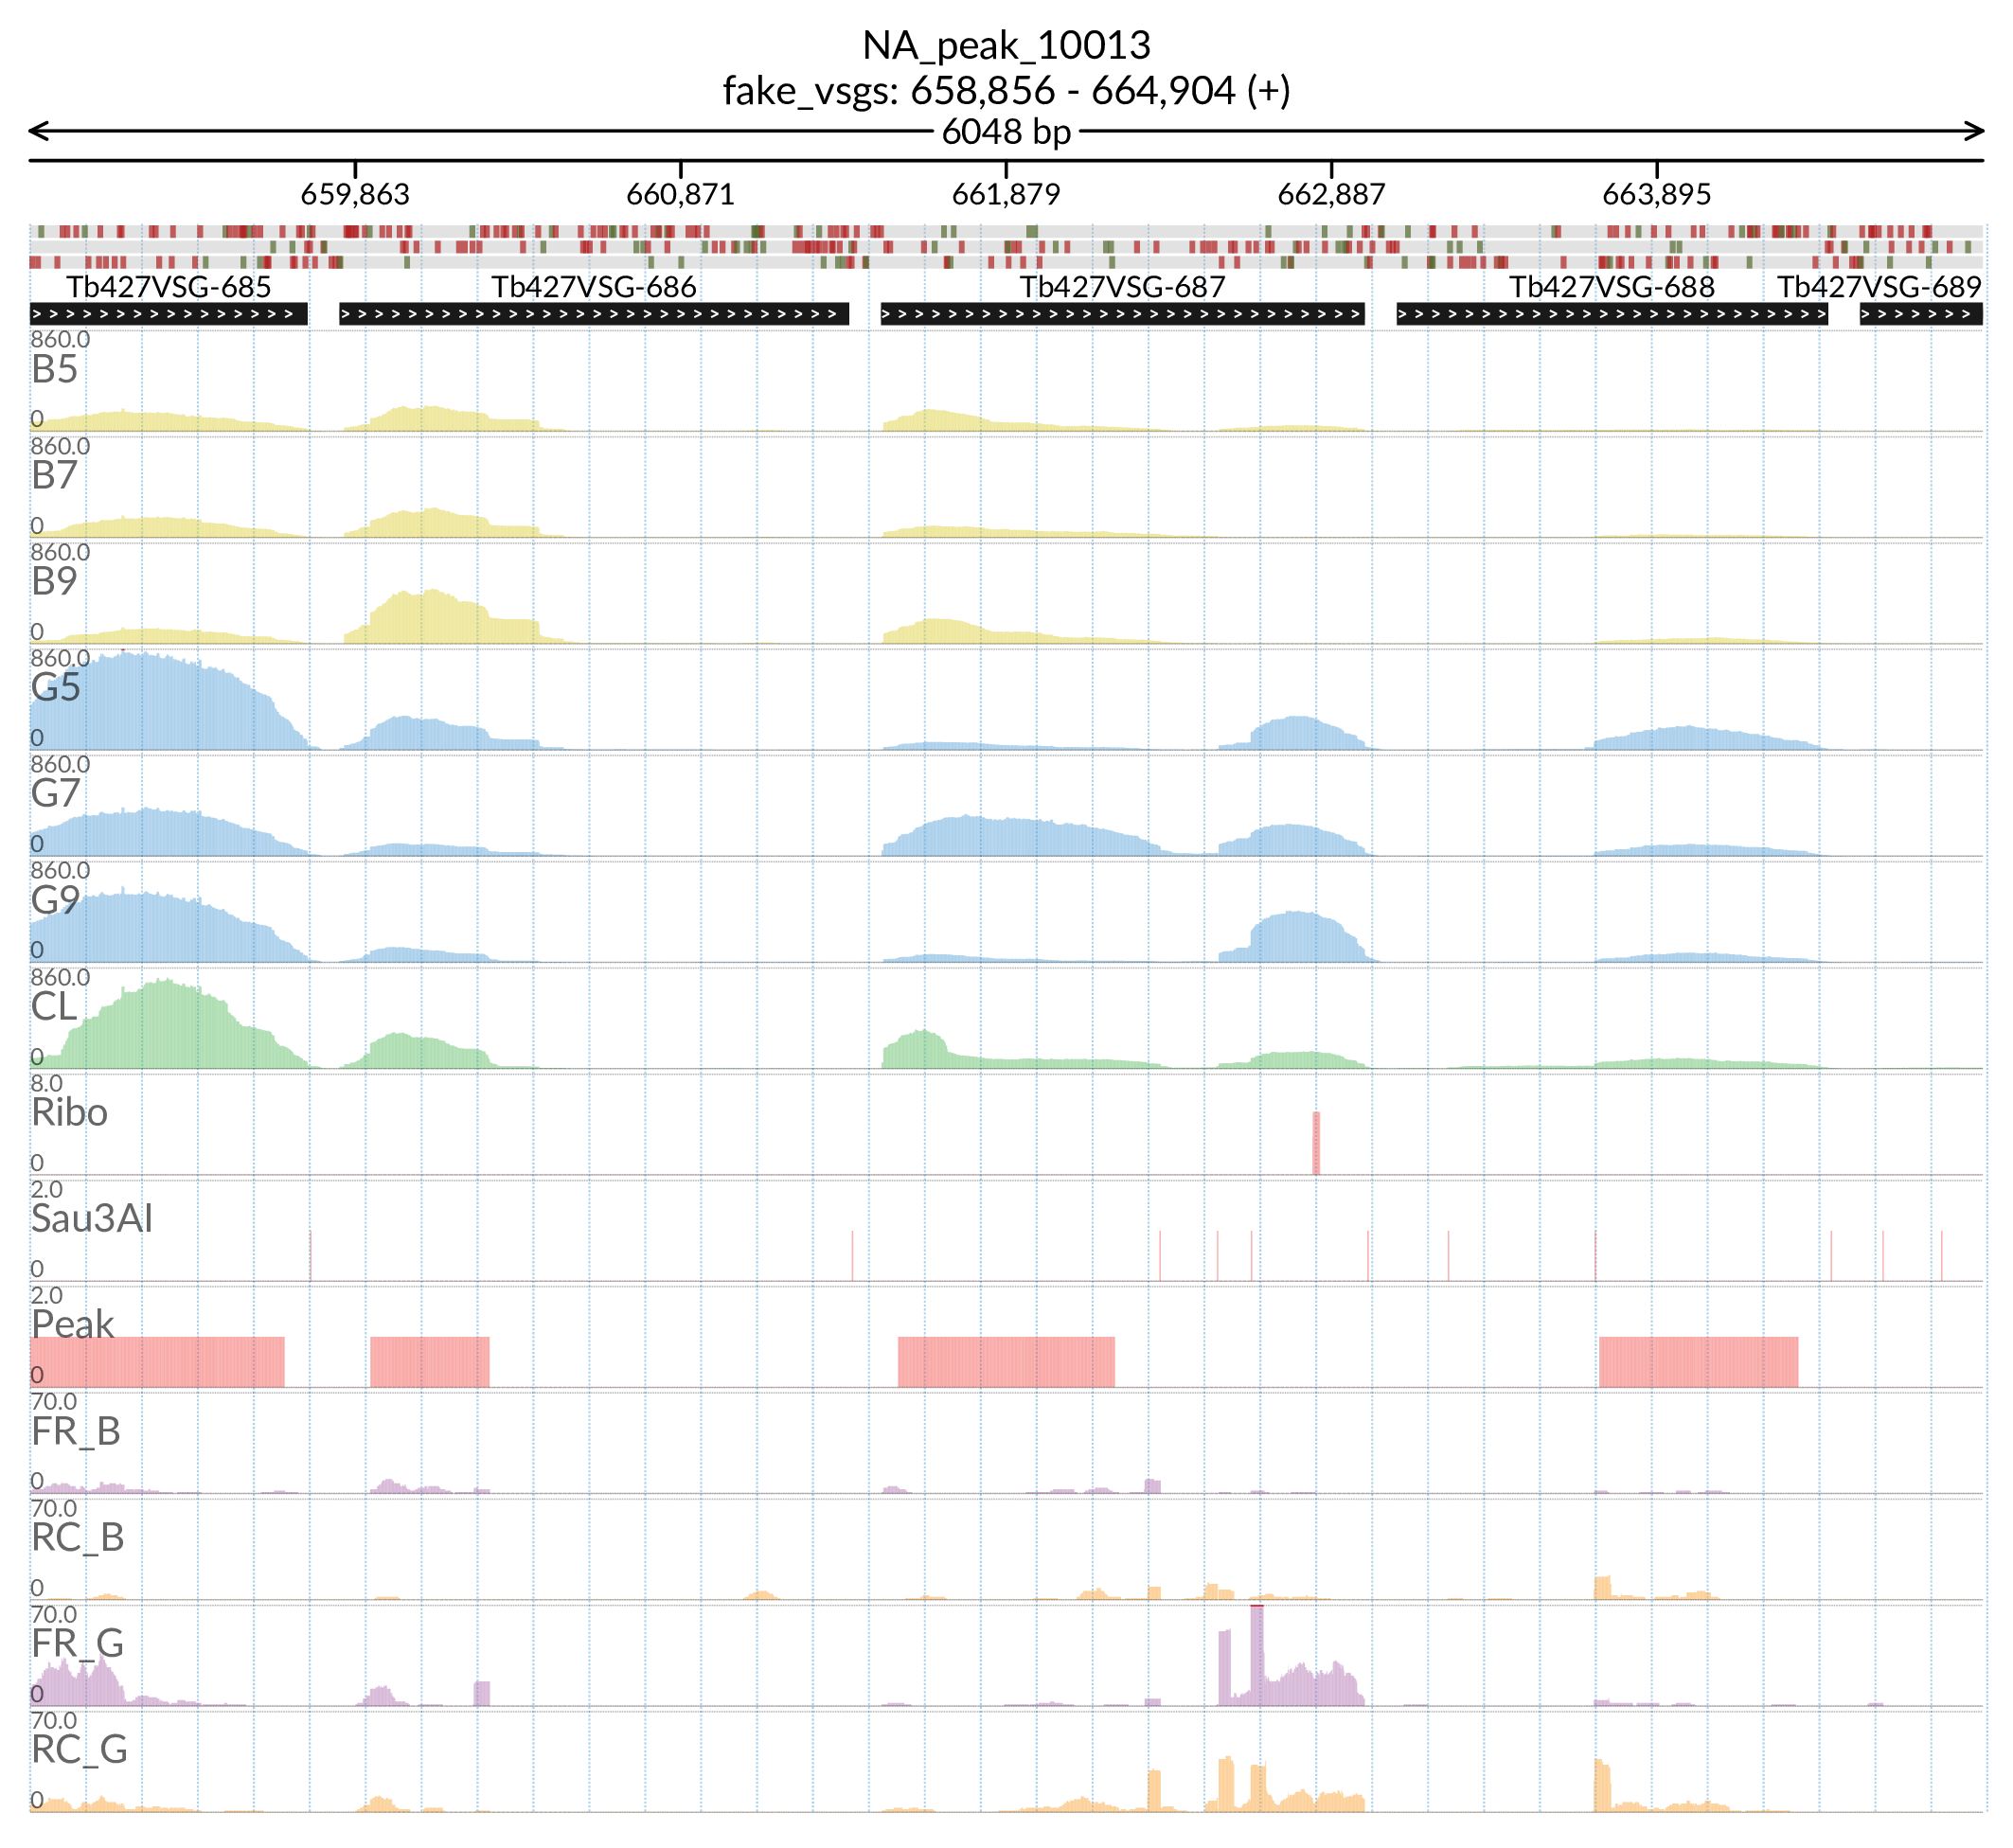 NA_peak_10013
fake_vsgs: 658,856 - 664,904 (+)
6048 bp
659,863 660,871 661,879 662,887 663,895
Tb427VSG-685 Tb427VSG-686 Tb427VSG-687 Tb427VSG-688 Tb427VSG-689
860.0
B5
0
860.0
B7
0
860.0
B9
0
860.0
G5
0
860.0
G7
0
860.0
G9
0
860.0
CL
0
8.0
Ribo
0
2.0
Sau3AI
0
2.0
Peak
0
70.0
FR_B
0
70.0
RC_B
0
70.0
FR_G
0
70.0
RC_G
0